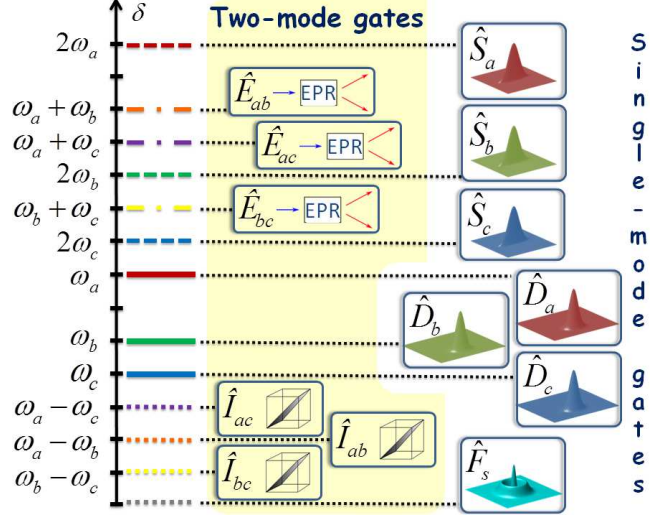 δ
Two-mode gates
Single-mode gates
2ω_a
Ŝ_a
ω_a + ω_b
Ê_ab → EPR
ω_a + ω_c
Ê_ac → EPR
Ŝ_b
2ω_b
ω_b + ω_c
Ê_bc → EPR
Ŝ_c
2ω_c
ω_a
D̂_a
D̂_b
ω_b
ω_c
D̂_c
ω_a − ω_c
Î_ac
ω_a − ω_b
Î_ab
ω_b − ω_c
Î_bc
F̂_s